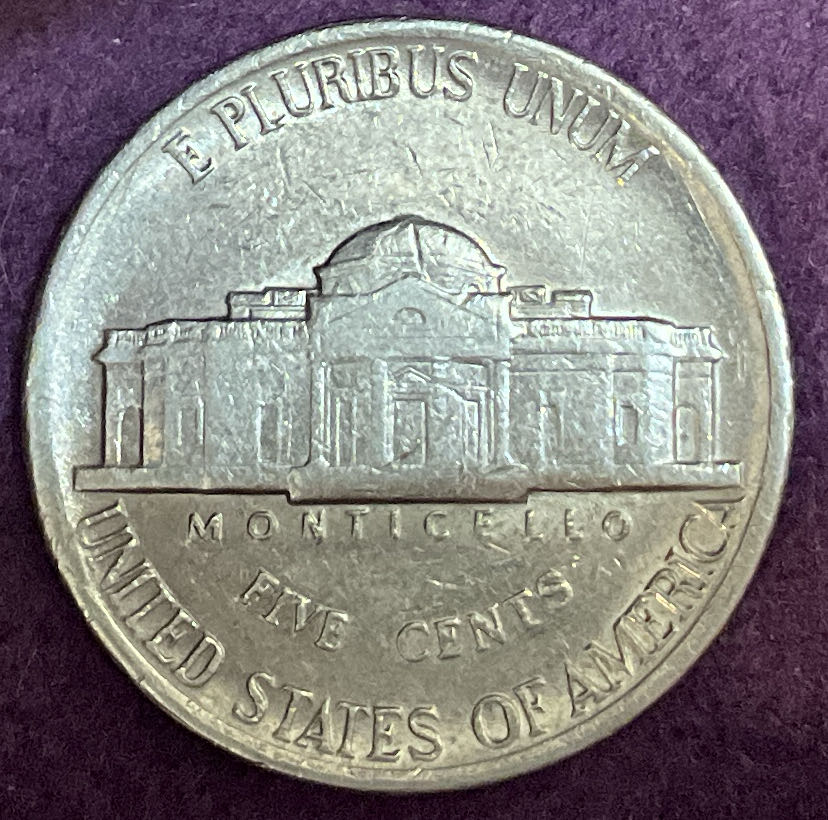 E PLURIBUS UNUM
MONTICELLO
FIVE CENTS
UNITED STATES OF AMERICA